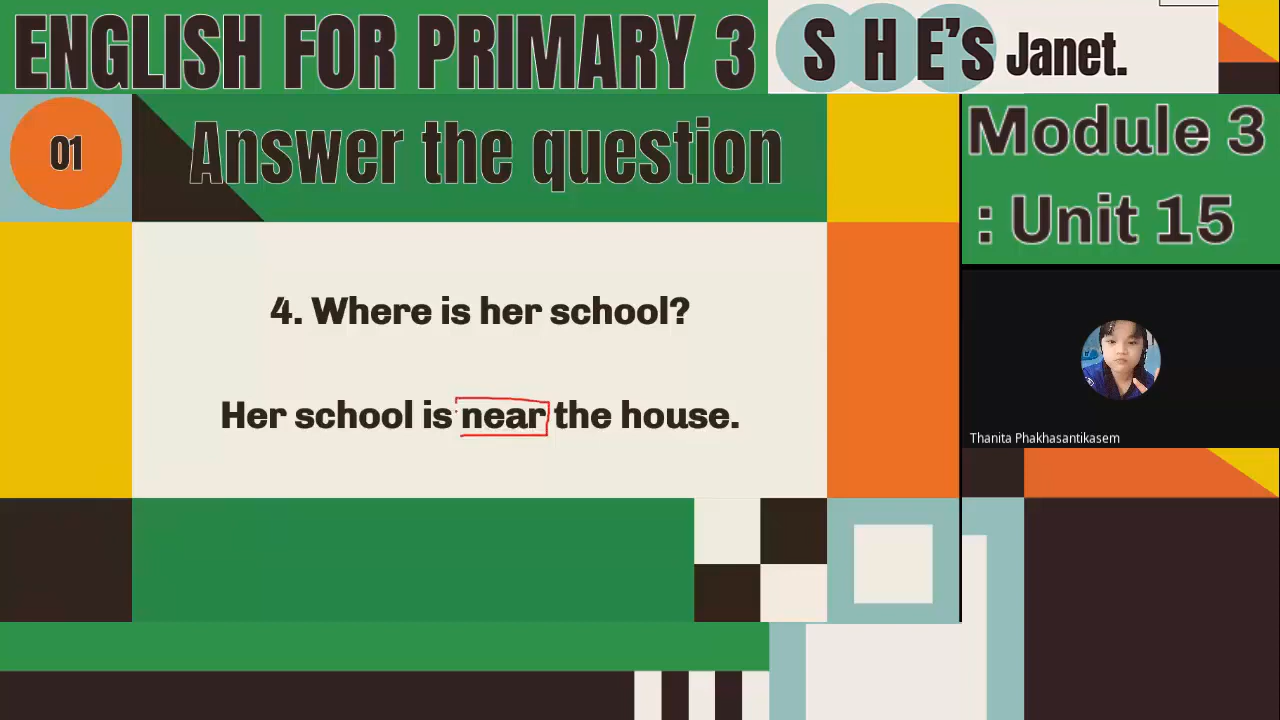 ENGLISH FOR PRIMARY 3
SHE's Janet.
01
Answer the question
Module 3
: Unit 15
4. Where is her school?
Her school is near the house.
Thanita Phakhasantikasem